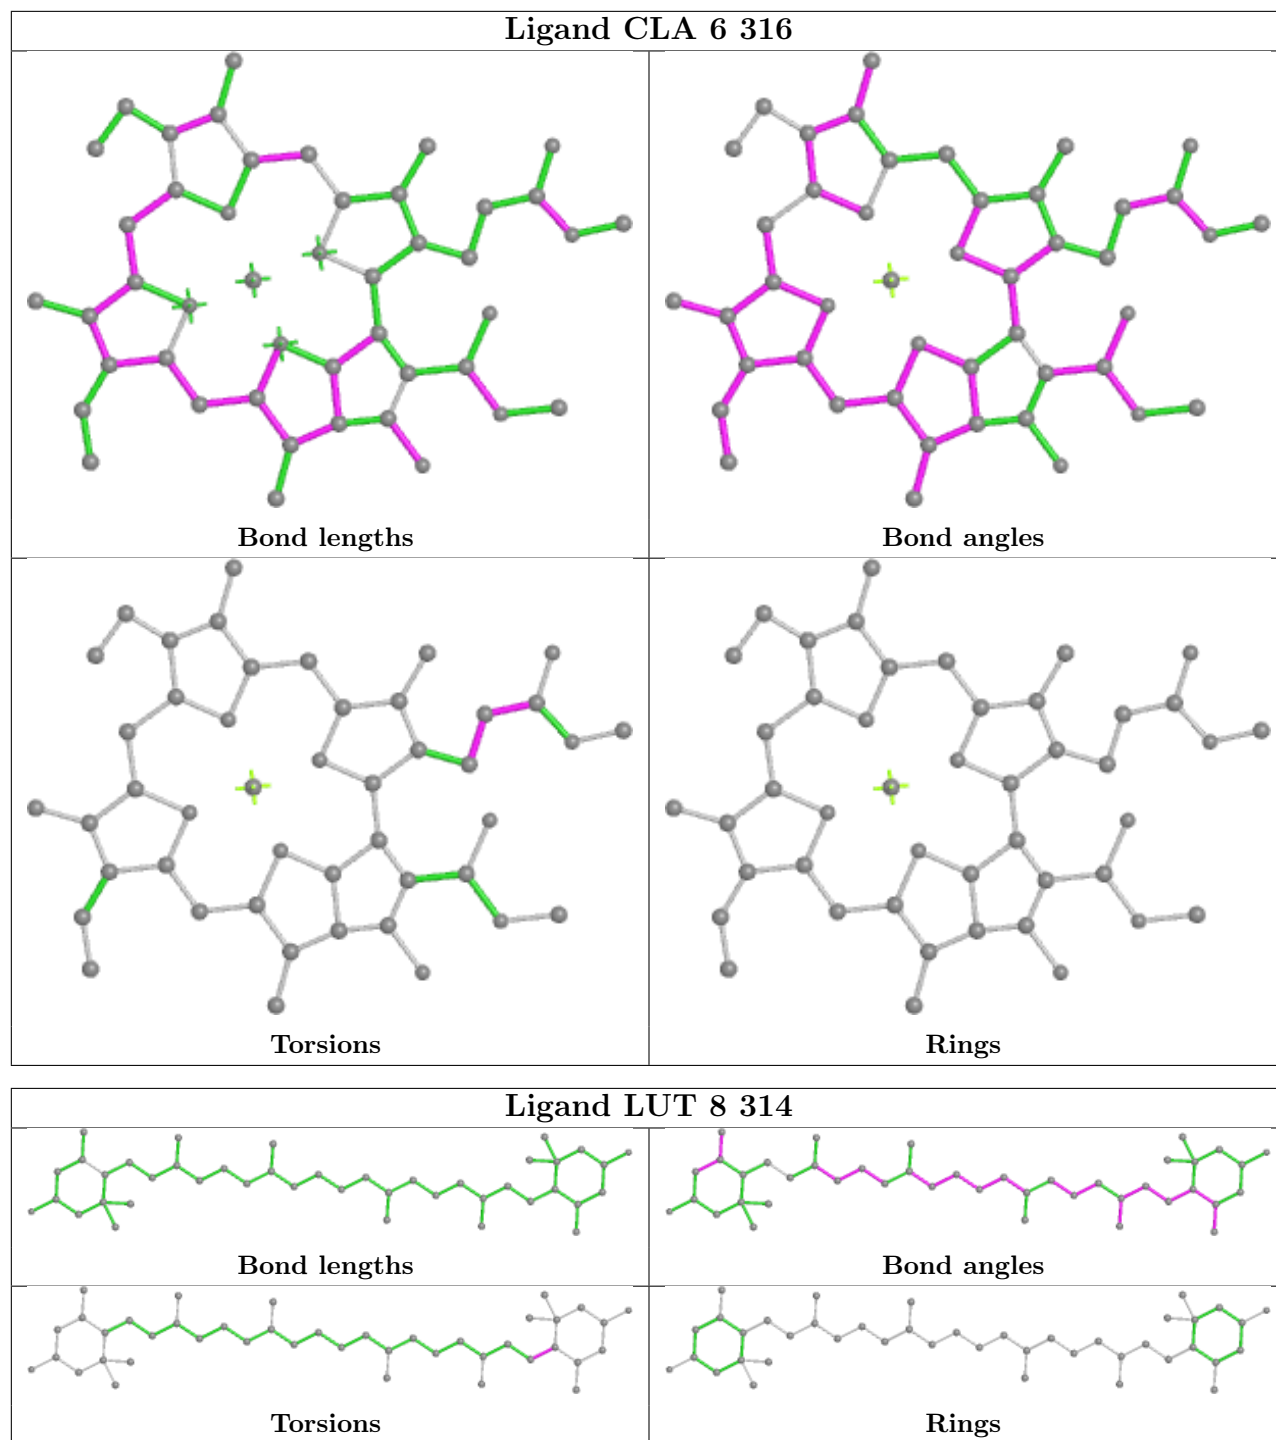 Ligand CLA 6 316
Bond lengths
Bond angles
Torsions
Rings
Ligand LUT 8 314
Bond lengths
Bond angles
Torsions
Rings